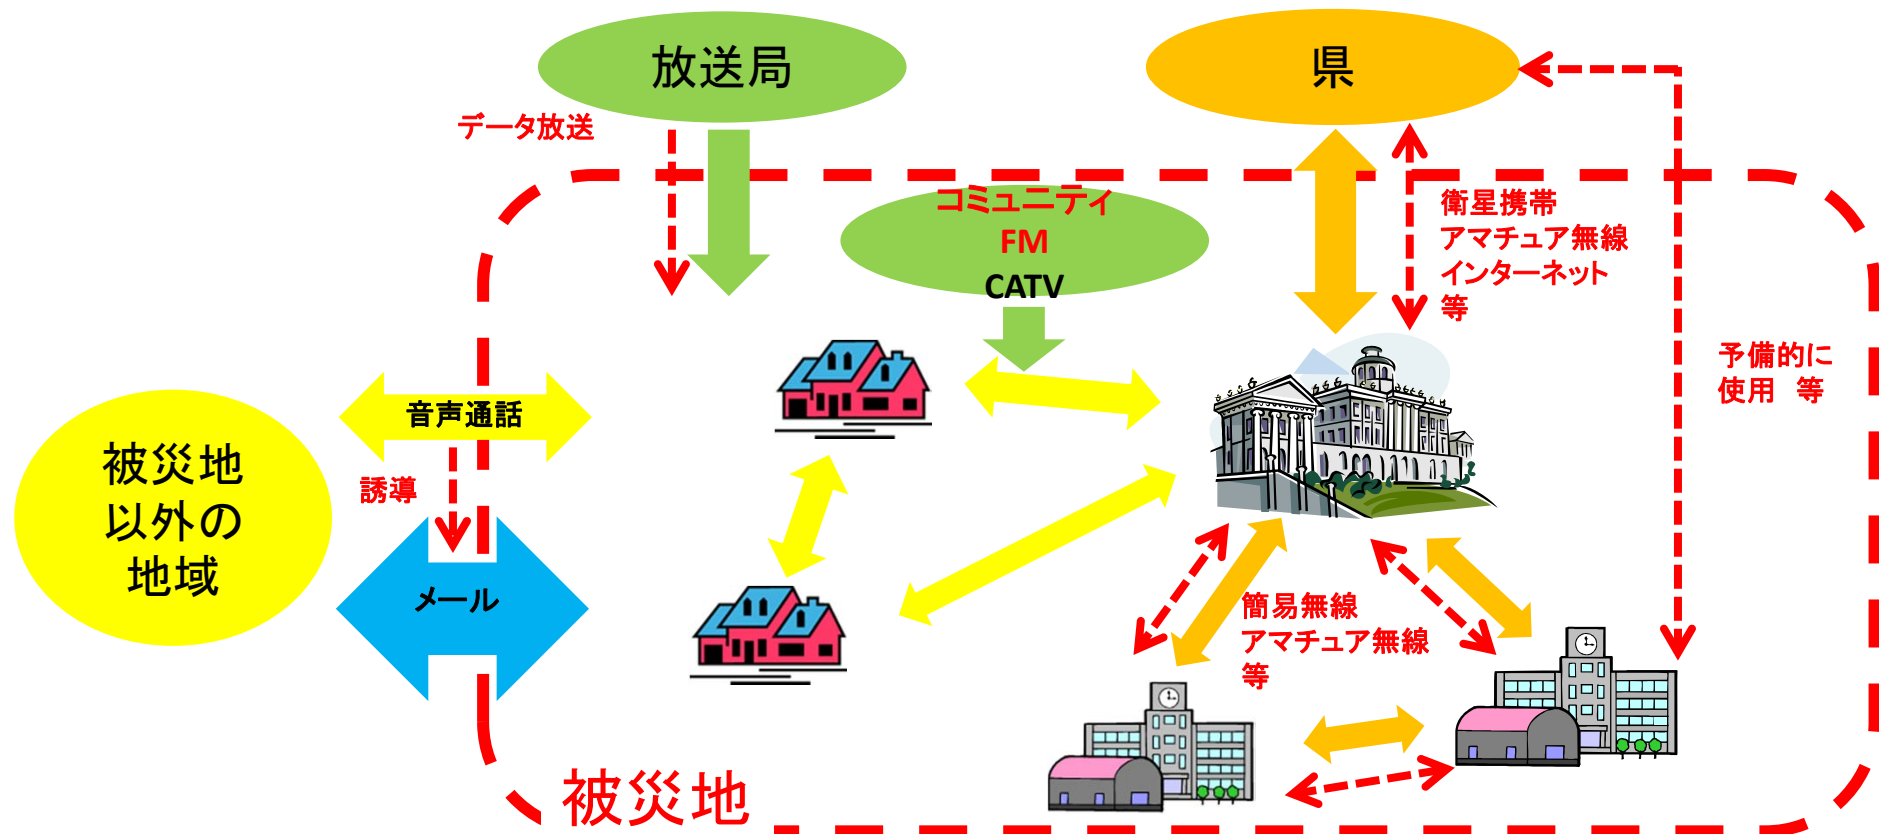 放送局
県
データ放送
コミュニティ
FM
CATV
衛星携帯
アマチュア無線
インターネット
等
予備的に
使用 等
音声通話
誘導
被災地
以外の
地域
メール
簡易無線
アマチュア無線
等
被災地